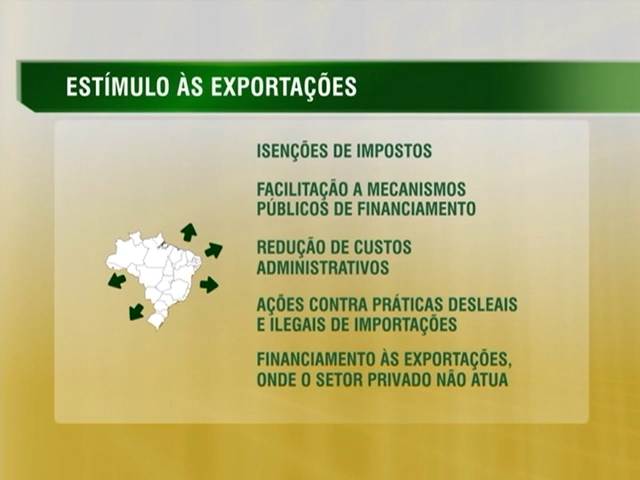 ESTÍMULO ÀS EXPORTAÇÕES
ISENÇÕES DE IMPOSTOS
FACILITAÇÃO A MECANISMOS
PÚBLICOS DE FINANCIAMENTO
REDUÇÃO DE CUSTOS
ADMINISTRATIVOS
AÇÕES CONTRA PRÁTICAS DESLEAIS
E ILEGAIS DE IMPORTAÇÕES
FINANCIAMENTO ÀS EXPORTAÇÕES,
ONDE O SETOR PRIVADO NÃO ATUA